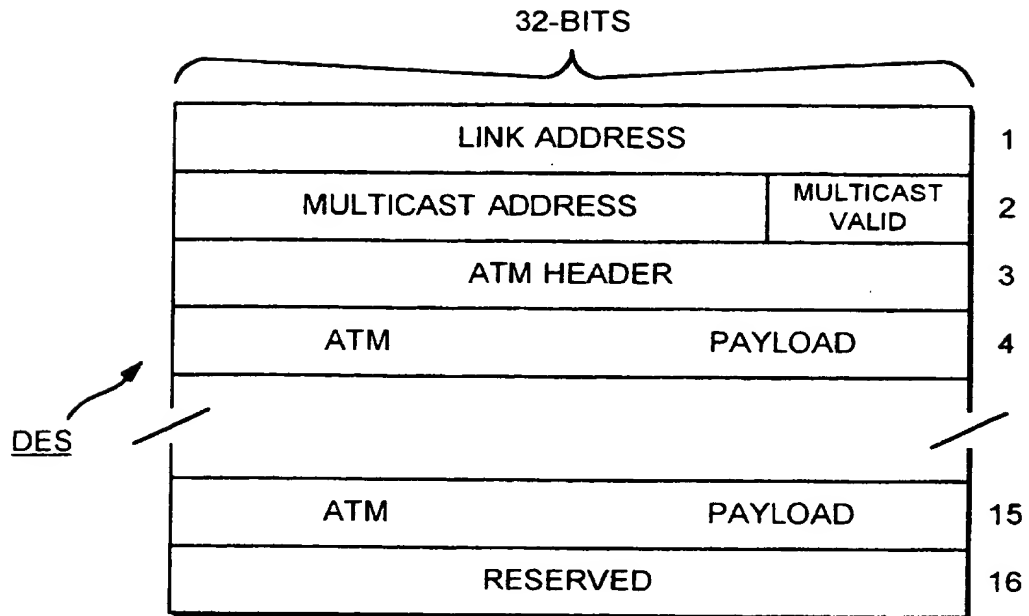 32-BITS
LINK ADDRESS 1
MULTICAST ADDRESS MULTICAST VALID 2
ATM HEADER 3
ATM PAYLOAD 4
DES
ATM PAYLOAD 15
RESERVED 16